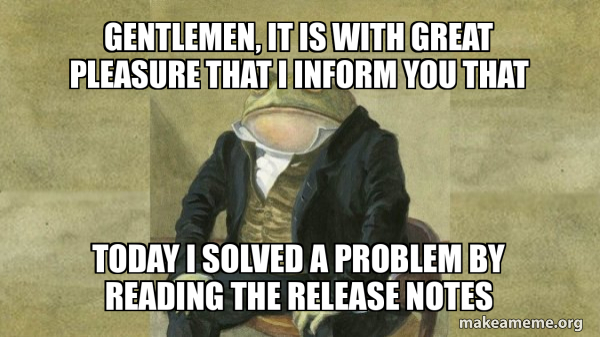 GENTLEMEN, IT IS WITH GREAT
PLEASURE THAT I INFORM YOU THAT
TODAY I SOLVED A PROBLEM BY
READING THE RELEASE NOTES
makeameme.org